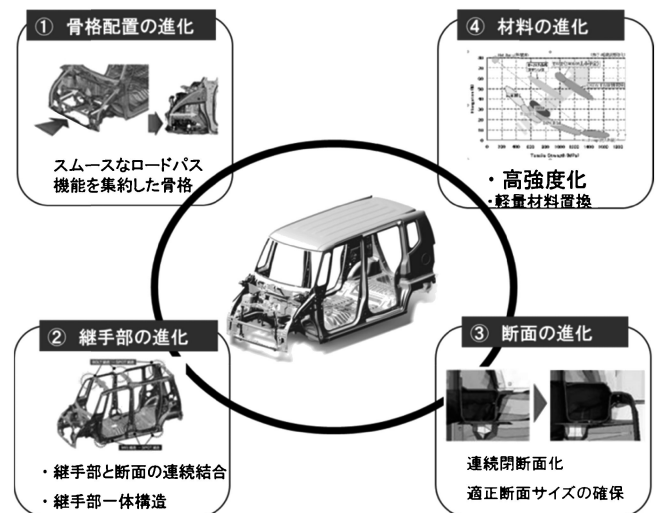 ① 骨格配置の進化
スムースなロードパス
機能を集約した骨格
④ 材料の進化
Tensile Strength (MPa)
・高強度化
・軽量材料置換
② 継手部の進化
・継手部と断面の連続結合
・継手部一体構造
③ 断面の進化
連続閉断面化
適正断面サイズの確保